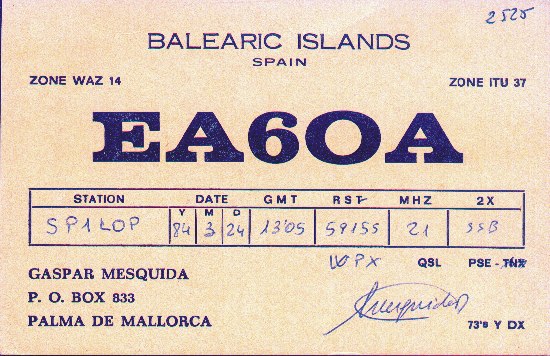 2525
BALEARIC ISLANDS
SPAIN
ZONE WAZ 14 ZONE ITU 37
EA6OA
STATION DATE GMT RST MHZ 2X
Y M D
SP1LOP 84 3 24 13'05 59155 21 SSB
WPX QSL PSE - TNX
GASPAR MESQUIDA
P. O. BOX 833
PALMA DE MALLORCA
73's Y DX